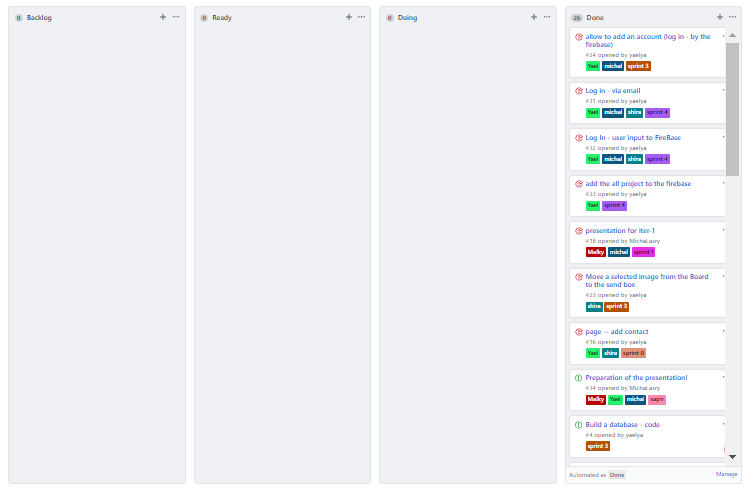 0 Backlog
0 Ready
0 Doing
26 Done
allow to add an account (log in - by the
firebase)
#24 opened by yaelya
Yael michal sprint 3
Log in - via email
#31 opened by yaelya
Yael michal shira sprint 4
Log In - user input to FireBase
#32 opened by yaelya
Yael michal shira sprint 4
add the all project to the firebase
#33 opened by yaelya
Yael sprint 4
presentation for iter-1
#18 opened by MichaLasry
Malky michal sprint 1
Move a selected image from the Board
to the send box
#23 opened by yaelya
shira sprint 3
page -- add contact
#16 opened by yaelya
Yael shira sprint 0
Preparation of the presentation!
#34 opened by MichaLasry
Malky Yael michal sapir
Build a database - code
#4 opened by yaelya
sprint 3
Automated as Done
Manage